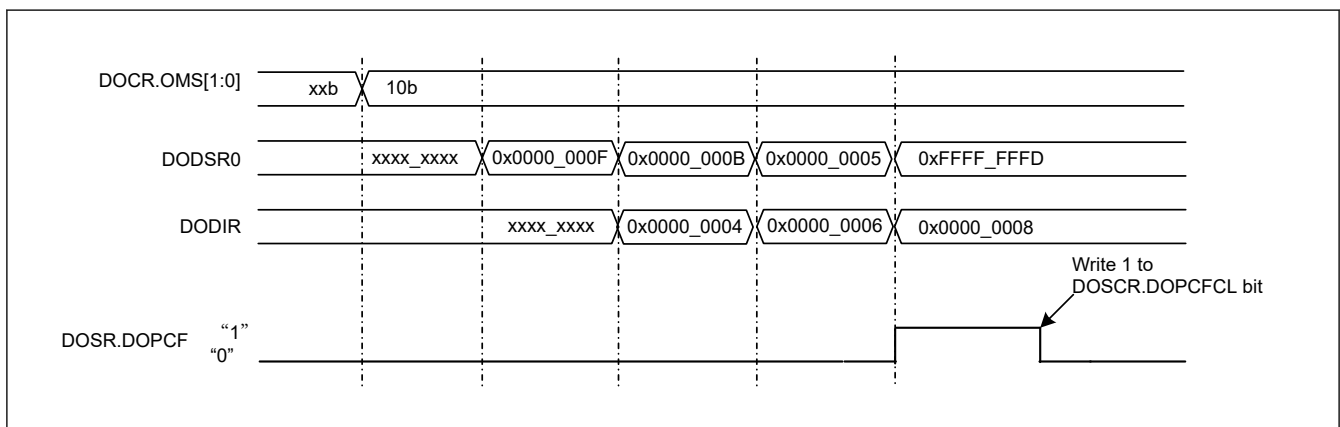 DOCR.OMS[1:0] xxb 10b
DODSR0 xxxx_xxxx 0x0000_000F 0x0000_000B 0x0000_0005 0xFFFF_FFFD
DODIR xxxx_xxxx 0x0000_0004 0x0000_0006 0x0000_0008
Write 1 to
DOSCR.DOPCFCL bit
DOSR.DOPCF “1”
“0”